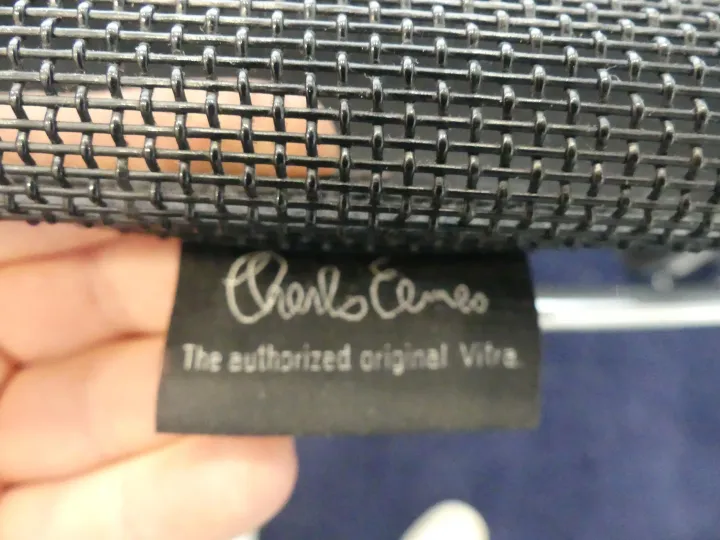 Charles Eames
The authorized original Vitra.